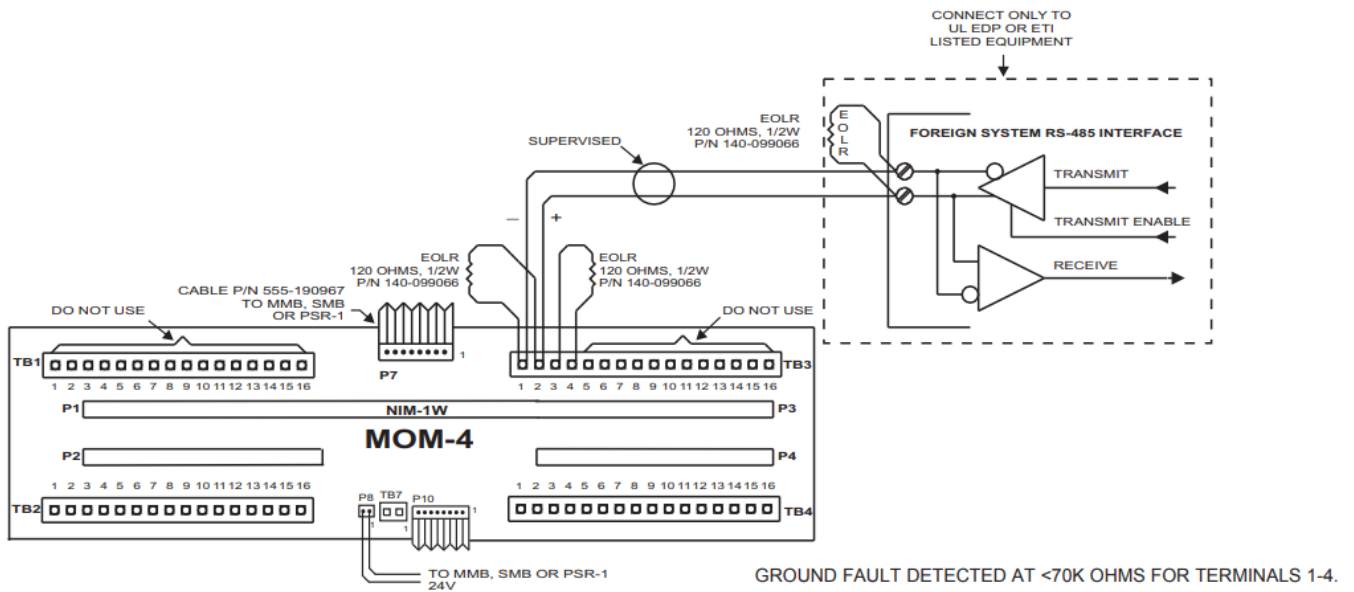 CONNECT ONLY TO
UL EDP OR ETI
LISTED EQUIPMENT
EOLR
120 OHMS, 1/2W
P/N 140-099066
E
O
L
R
FOREIGN SYSTEM RS-485 INTERFACE
SUPERVISED
TRANSMIT
TRANSMIT ENABLE
RECEIVE
– +
EOLR
120 OHMS, 1/2W
P/N 140-099066
EOLR
120 OHMS, 1/2W
P/N 140-099066
CABLE P/N 555-190967
TO MMB, SMB
OR PSR-1
DO NOT USE
DO NOT USE
TB1
1
P7
TB3
1 2 3 4 5 6 7 8 9 10 11 12 13 14 15 16
1 2 3 4 5 6 7 8 9 10 11 12 13 14 15 16
P1
NIM-1W
P3
MOM-4
P2
P4
1 2 3 4 5 6 7 8 9 10 11 12 13 14 15 16
1 2 3 4 5 6 7 8 9 10 11 12 13 14 15 16
P8
TB7
P10
1
TB2
1
1
TB4
TO MMB, SMB OR PSR-1
24V
GROUND FAULT DETECTED AT <70K OHMS FOR TERMINALS 1-4.